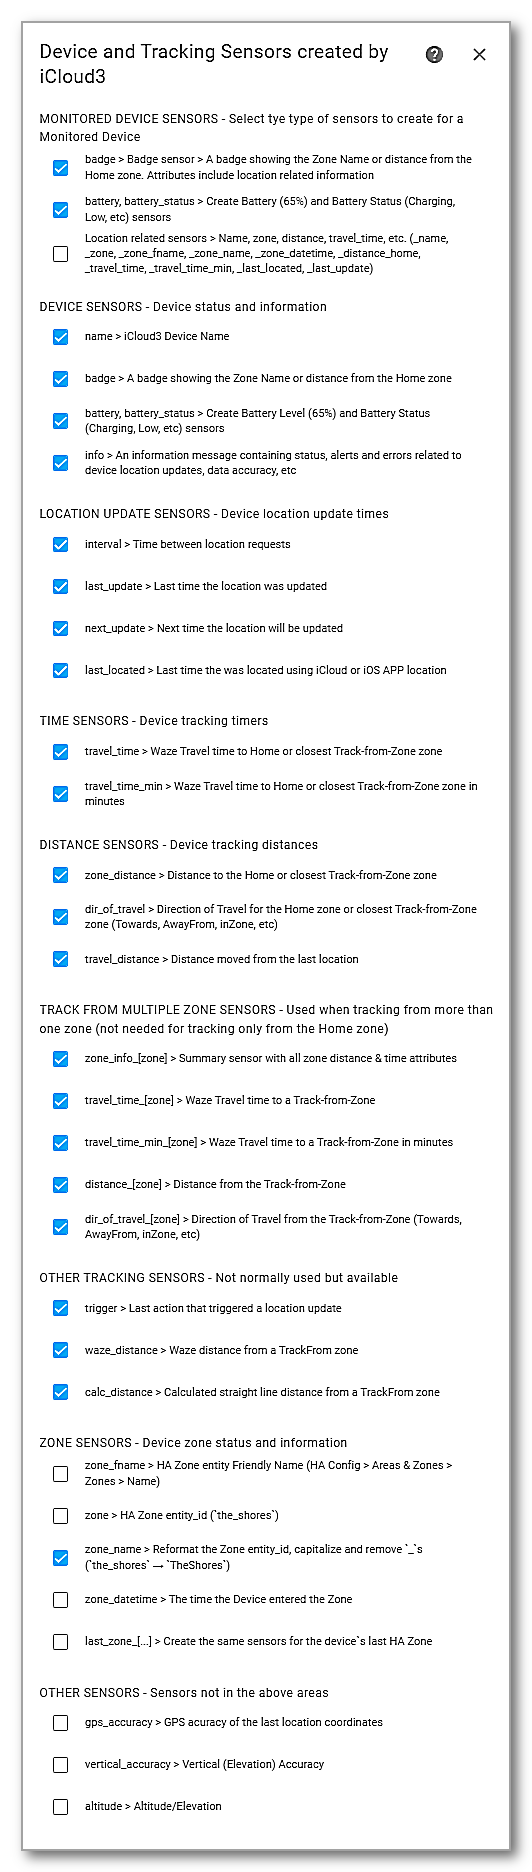 Device and Tracking Sensors created by
iCloud3
MONITORED DEVICE SENSORS - Select tye type of sensors to create for a
Monitored Device
badge > Badge sensor > A badge showing the Zone Name or distance from the
Home zone. Attributes include location related information
battery, battery_status > Create Battery (65%) and Battery Status (Charging,
Low, etc) sensors
Location related sensors > Name, zone, distance, travel_time, etc. (_name,
_zone, _zone_fname, _zone_name, _zone_datetime, _distance_home,
_travel_time, _travel_time_min, _last_located, _last_update)
DEVICE SENSORS - Device status and information
name > iCloud3 Device Name
badge > A badge showing the Zone Name or distance from the Home zone
battery, battery_status > Create Battery Level (65%) and Battery Status
(Charging, Low, etc) sensors
info > An information message containing status, alerts and errors related to
device location updates, data accuracy, etc
LOCATION UPDATE SENSORS - Device location update times
interval > Time between location requests
last_update > Last time the location was updated
next_update > Next time the location will be updated
last_located > Last time the was located using iCloud or iOS APP location
TIME SENSORS - Device tracking timers
travel_time > Waze Travel time to Home or closest Track-from-Zone zone
travel_time_min > Waze Travel time to Home or closest Track-from-Zone zone in
minutes
DISTANCE SENSORS - Device tracking distances
zone_distance > Distance to the Home or closest Track-from-Zone zone
dir_of_travel > Direction of Travel for the Home zone or closest Track-from-Zone
zone (Towards, AwayFrom, inZone, etc)
travel_distance > Distance moved from the last location
TRACK FROM MULTIPLE ZONE SENSORS - Used when tracking from more than
one zone (not needed for tracking only from the Home zone)
zone_info_[zone] > Summary sensor with all zone distance & time attributes
travel_time_[zone] > Waze Travel time to a Track-from-Zone
travel_time_min_[zone] > Waze Travel time to a Track-from-Zone in minutes
distance_[zone] > Distance from the Track-from-Zone
dir_of_travel_[zone] > Direction of Travel from the Track-from-Zone (Towards,
AwayFrom, inZone, etc)
OTHER TRACKING SENSORS - Not normally used but available
trigger > Last action that triggered a location update
waze_distance > Waze distance from a TrackFrom zone
calc_distance > Calculated straight line distance from a TrackFrom zone
ZONE SENSORS - Device zone status and information
zone_fname > HA Zone entity Friendly Name (HA Config > Areas & Zones >
Zones > Name)
zone > HA Zone entity_id (`the_shores`)
zone_name > Reformat the Zone entity_id, capitalize and remove `_`s
(`the_shores` → `TheShores`)
zone_datetime > The time the Device entered the Zone
last_zone_[...] > Create the same sensors for the device`s last HA Zone
OTHER SENSORS - Sensors not in the above areas
gps_accuracy > GPS acuracy of the last location coordinates
vertical_accuracy > Vertical (Elevation) Accuracy
altitude > Altitude/Elevation